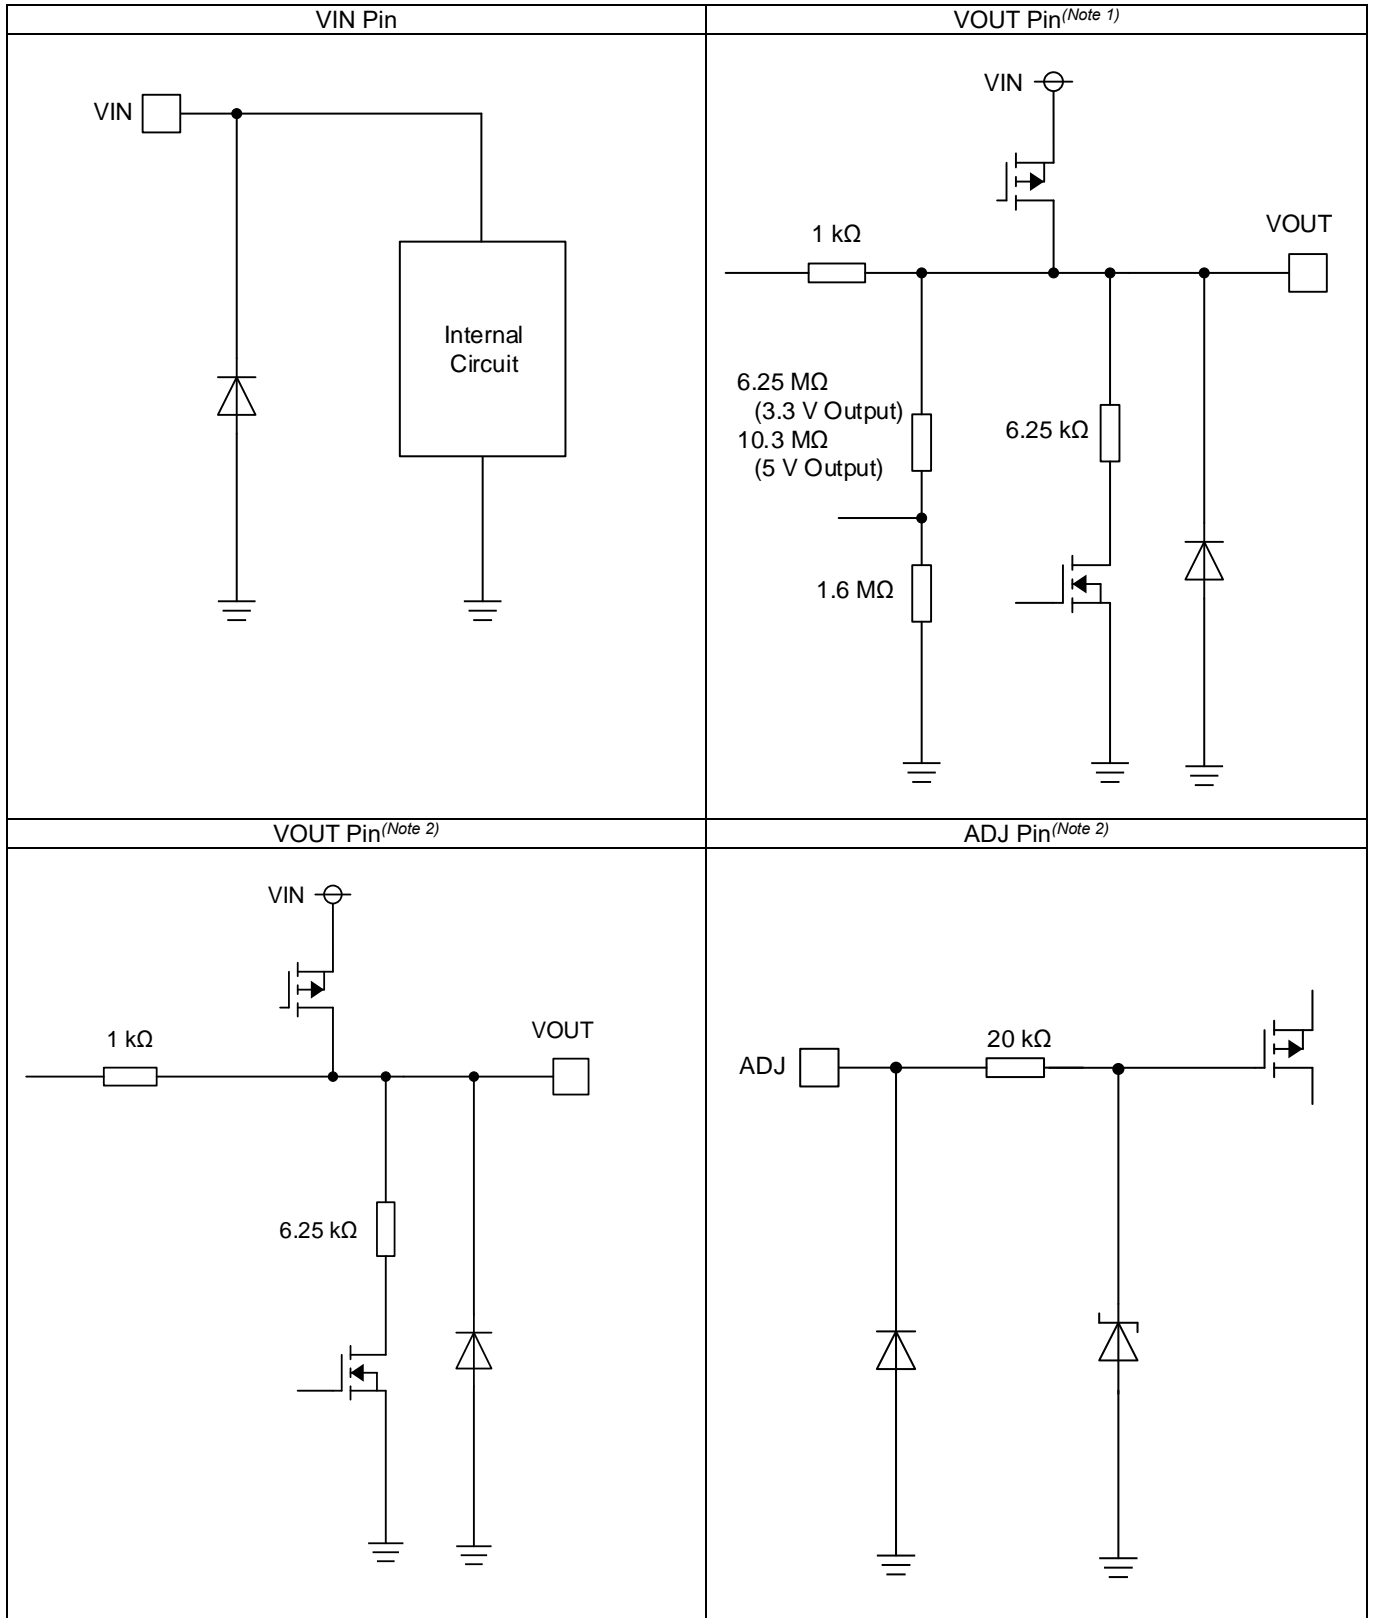 VIN Pin
VOUT Pin(Note 1)
VIN
Internal
Circuit
VIN
VOUT
1 kΩ
6.25 MΩ
(3.3 V Output)
10.3 MΩ
(5 V Output)
6.25 kΩ
1.6 MΩ
VOUT Pin(Note 2)
ADJ Pin(Note 2)
VIN
1 kΩ
VOUT
6.25 kΩ
ADJ
20 kΩ